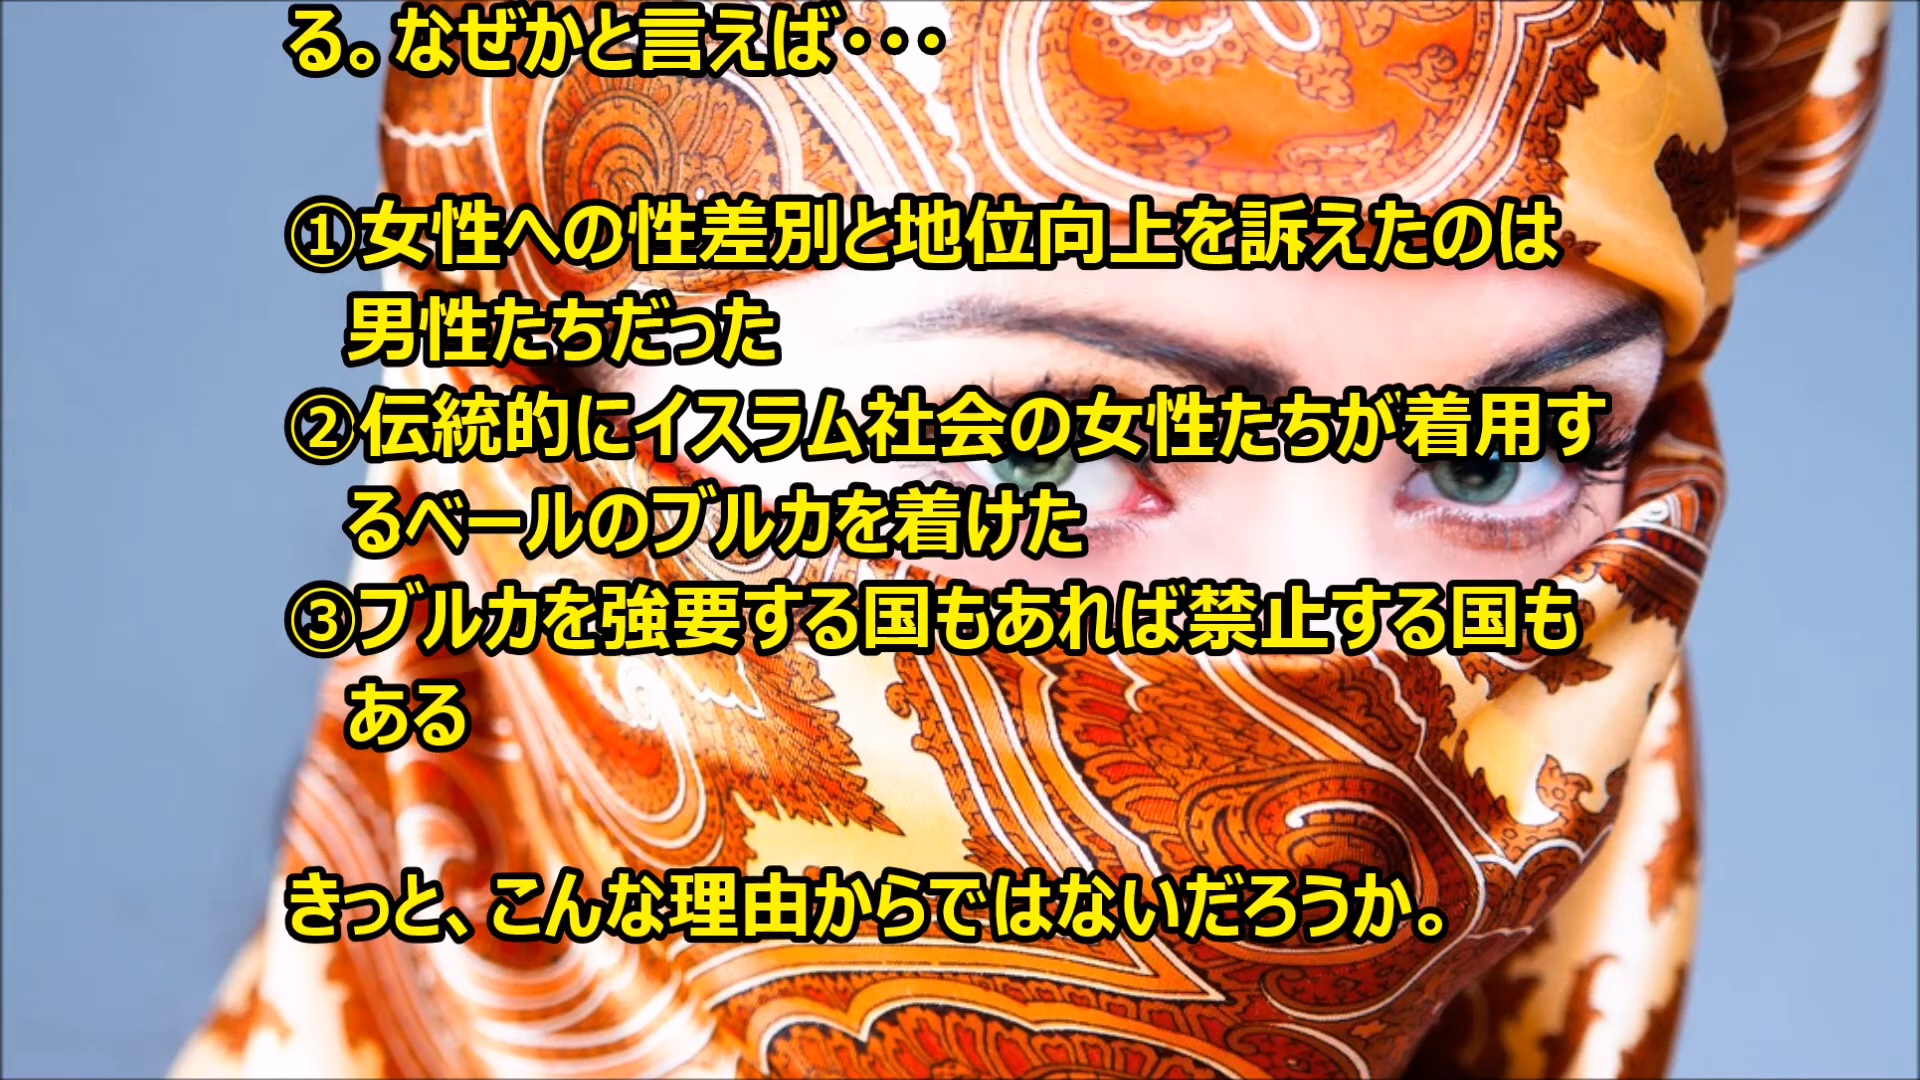 る。なぜかと言えば・・・
①女性への性差別と地位向上を訴えたのは
男性たちだった
②伝統的にイスラム社会の女性たちが着用す
るベールのブルカを着けた
③ブルカを強要する国もあれば禁止する国も
ある
きっと、こんな理由からではないだろうか。